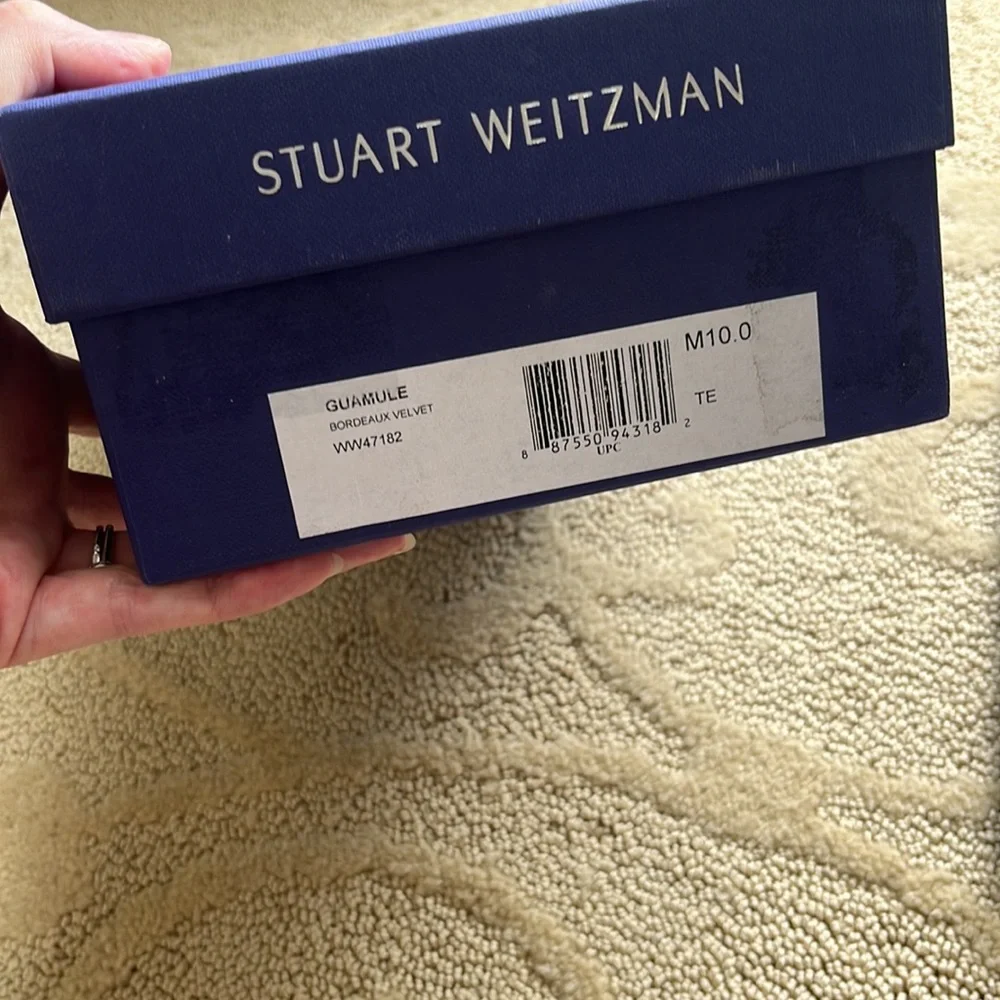 STUART WEITZMAN
GUAMULE
BORDEAUX VELVET
WW47182
M10.0
TE
8 87550 94318 2
UPC